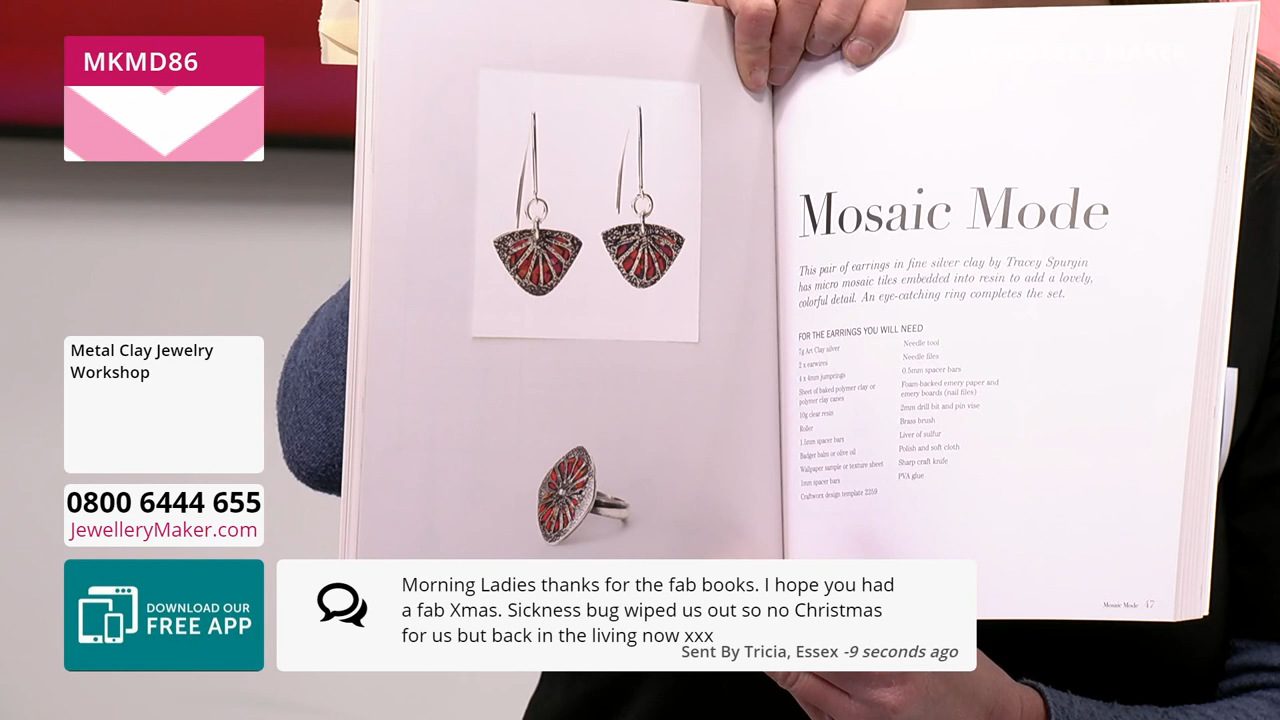 MKMD86
Metal Clay Jewelry
Workshop
0800 6444 655
JewelleryMaker.com
DOWNLOAD OUR
FREE APP
Mosaic Mode
This pair of earrings in fine silver clay by Tracey Spurgin
has micro mosaic tiles embedded into resin to add a lovely,
colorful detail. An eye-catching ring completes the set.
FOR THE EARRINGS YOU WILL NEED
7g Art Clay silver
2 x earwires
4 x 4mm jumprings
Sheet of baked polymer clay or
polymer clay canes
10g clear resin
Roller
1.5mm spacer bars
Badger balm or olive oil
Wallpaper sample or texture sheet
1mm spacer bars
Craftworx design template 2259
Needle tool
Needle files
0.5mm spacer bars
Foam-backed emery paper and
emery boards (nail files)
2mm drill bit and pin vise
Brass brush
Liver of sulfur
Polish and soft cloth
Sharp craft knife
PVA glue
Mosaic Mode 47
Morning Ladies thanks for the fab books. I hope you had
a fab Xmas. Sickness bug wiped us out so no Christmas
for us but back in the living now xxx
Sent By Tricia, Essex -9 seconds ago